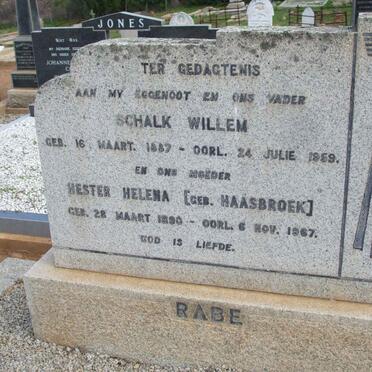 JONES
TER GEDAGTENIS
AAN MY EGGENOOT EN ONS VADER
SCHALK WILLEM
GEB. 16 MAART. 1887 - OORL. 24 JULIE 1959.
EN ONS MOEDER
HESTER HELENA [GEB. HAASBROEK]
GEB. 28 MAART 1890 - OORL. 6 NOV. 1967.
GOD IS LIEFDE.
RABE